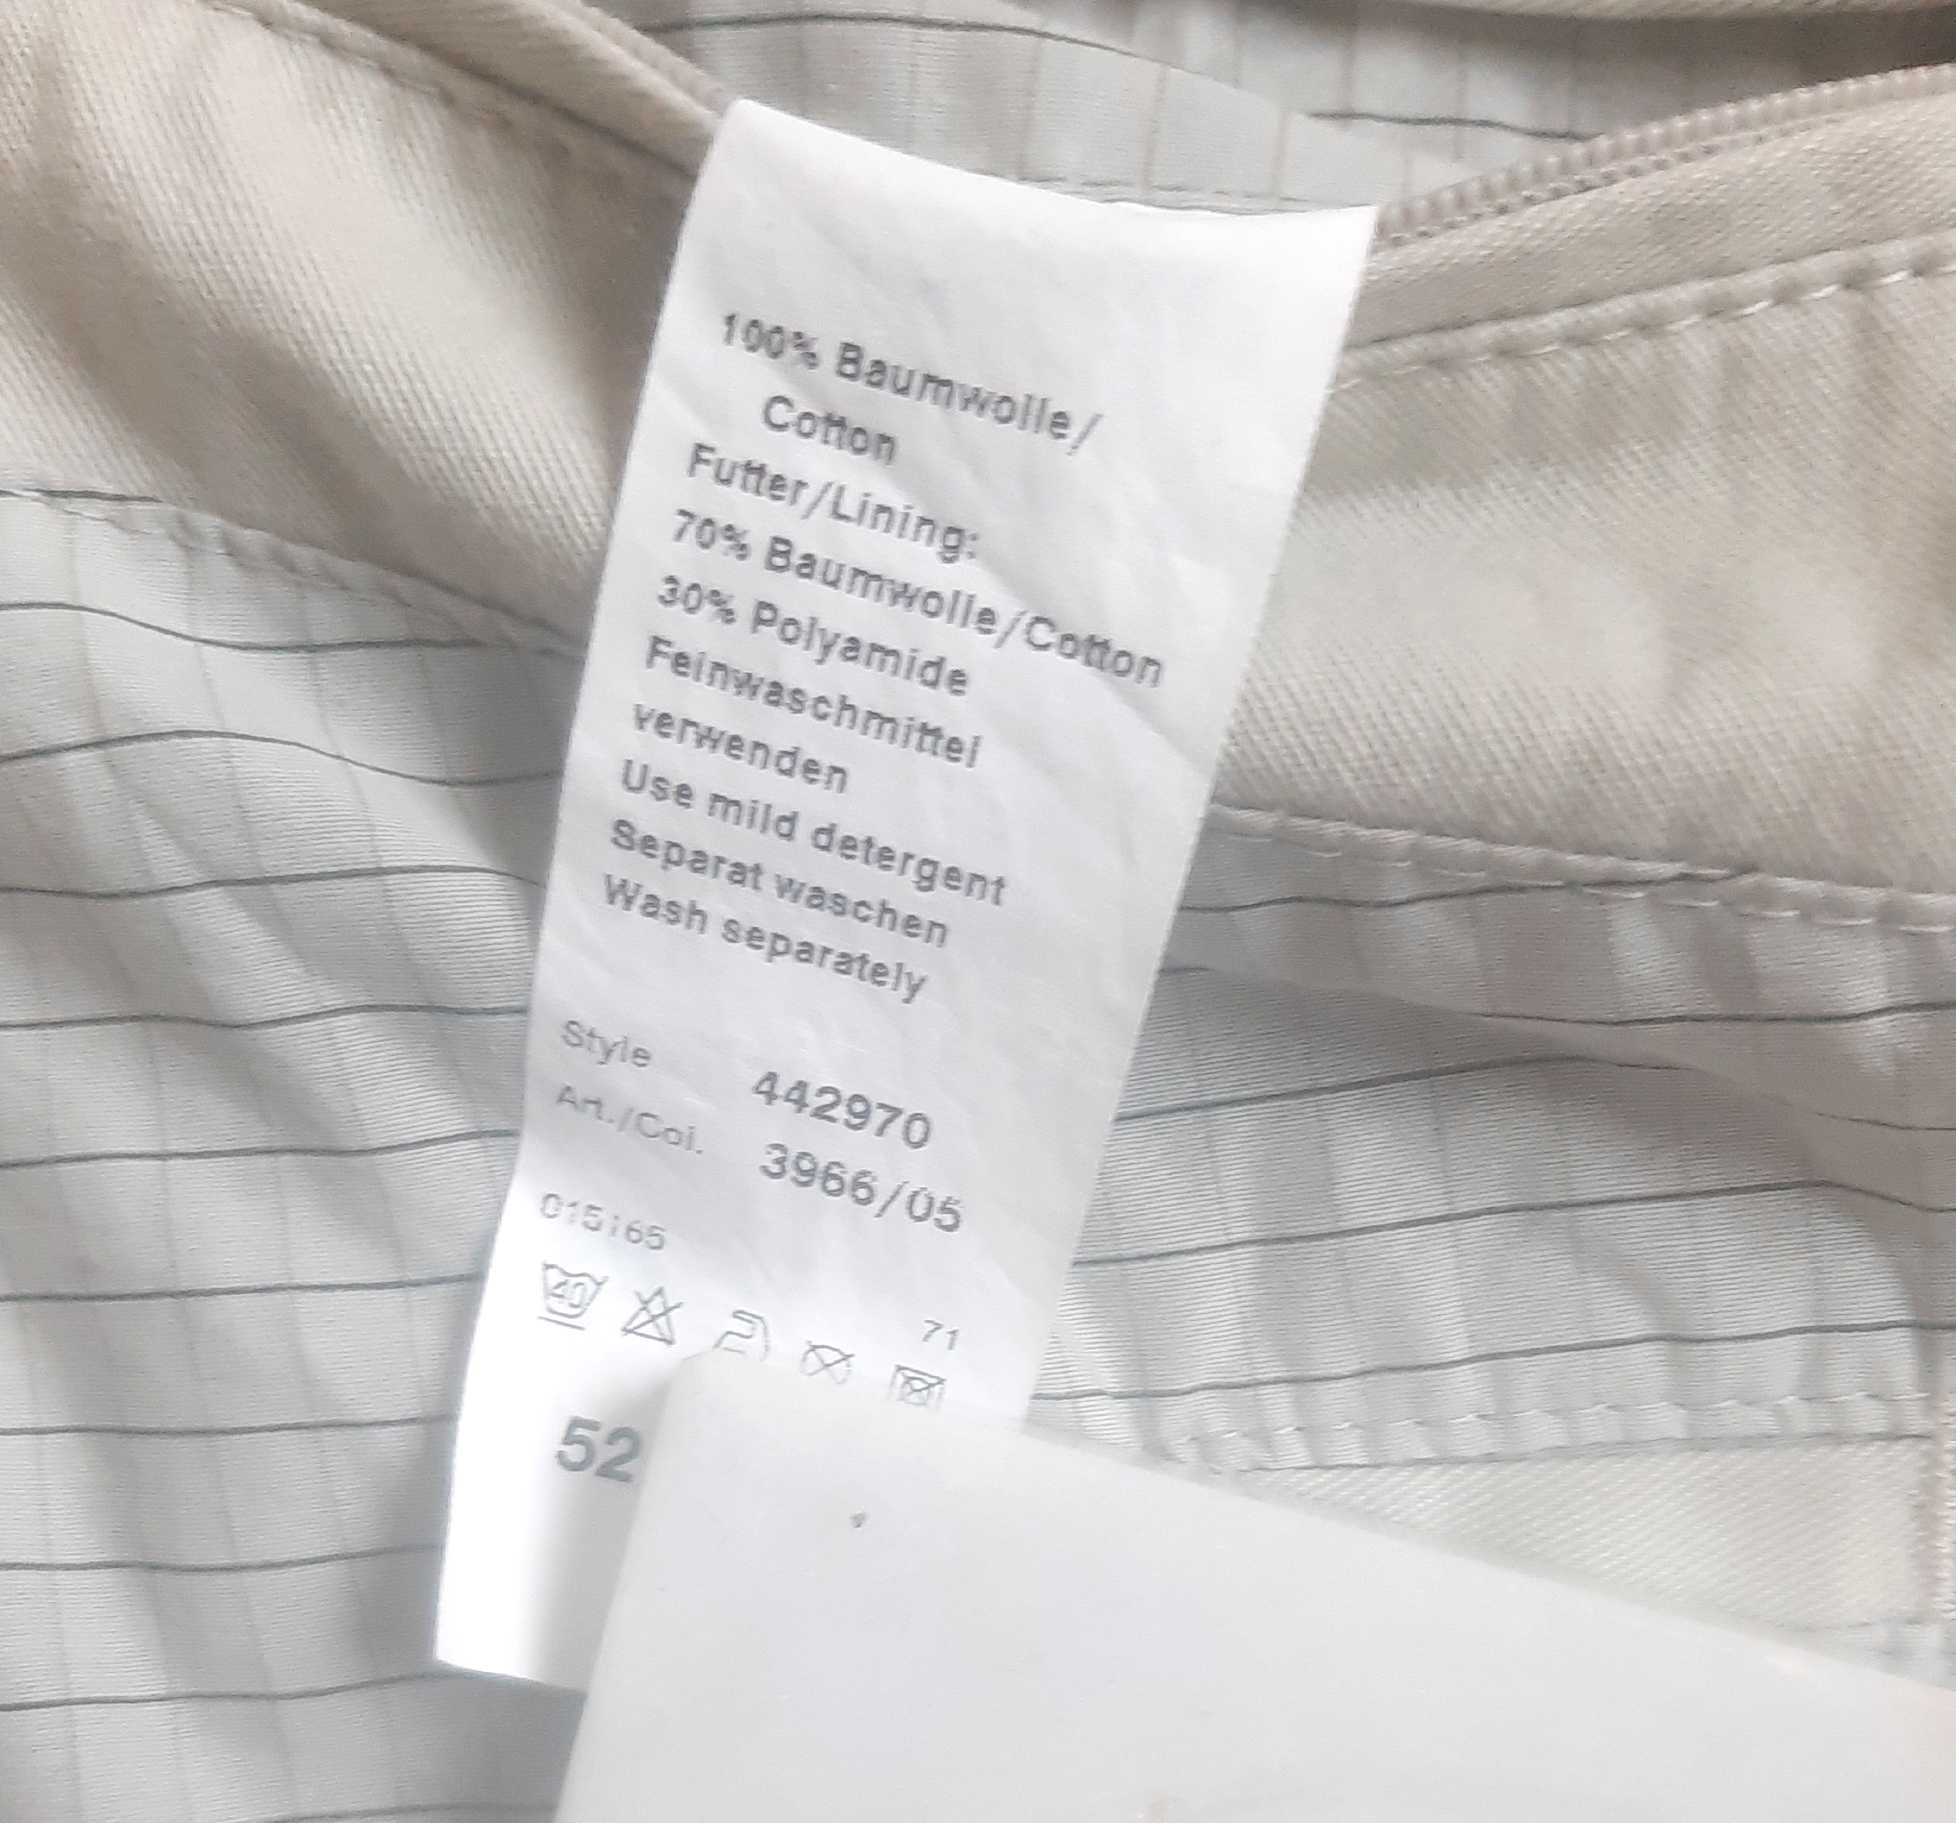 100% Baumwolle/
Cotton
Futter/Lining:
70% Baumwolle/Cotton
30% Polyamide
Feinwaschmittel
verwenden
Use mild detergent
Separat waschen
Wash separately
Style 442970
Art./Col. 3966/05
015165
71
40
52